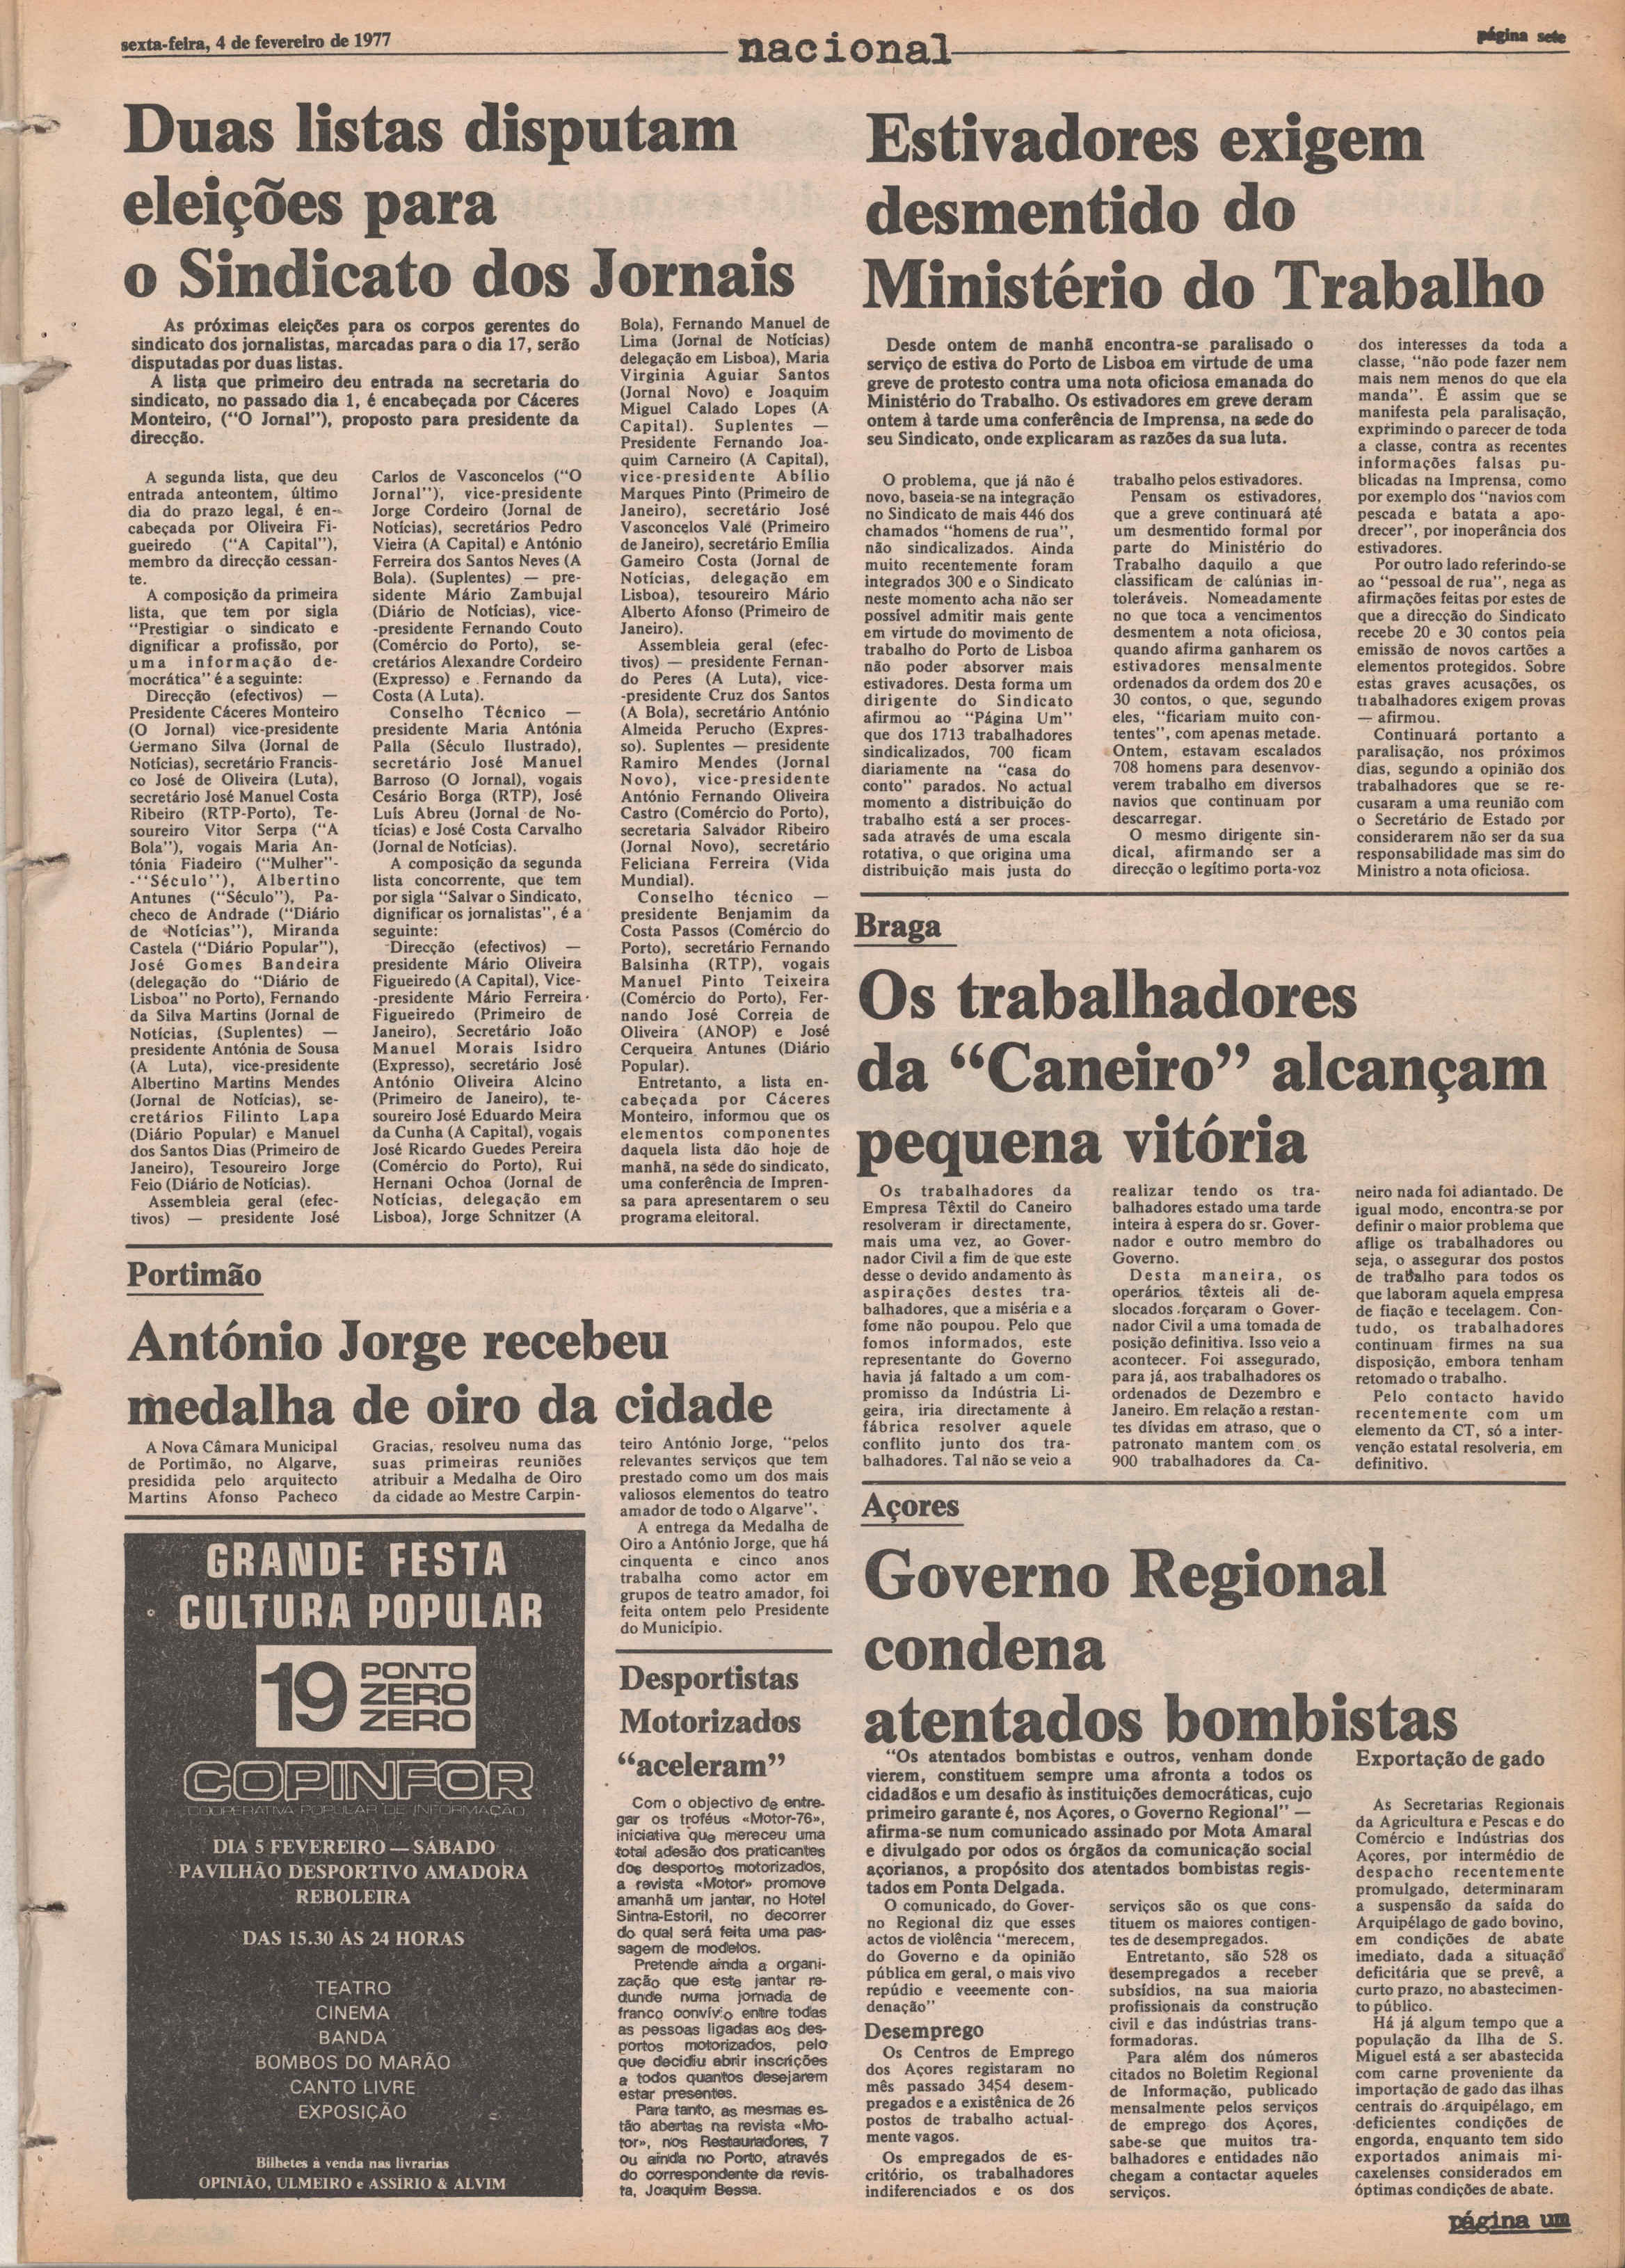 sexta-feira, 4 de fevereiro de 1977
nacional
página sete
Duas listas disputam
eleições para
o Sindicato dos Jornais
As próximas eleições para os corpos gerentes do
sindicato dos jornalistas, marcadas para o dia 17, serão
disputadas por duas listas.
A lista que primeiro deu entrada na secretaria do
sindicato, no passado dia 1, é encabeçada por Cáceres
Monteiro, ("O Jornal"), proposto para presidente da
direcção.
A segunda lista, que deu
entrada anteontem, último
dia do prazo legal, é en-
cabeçada por Oliveira Fi-
gueiredo ("A Capital"),
membro da direcção cessan-
te.
A composição da primeira
lista, que tem por sigla
"Prestigiar o sindicato e
dignificar a profissão, por
uma informação de-
mocrática" é a seguinte:
Direcção (efectivos) —
Presidente Cáceres Monteiro
(O Jornal) vice-presidente
Germano Silva (Jornal de
Notícias), secretário Francis-
co José de Oliveira (Luta),
secretário José Manuel Costa
Ribeiro (RTP-Porto), Te-
soureiro Vitor Serpa ("A
Bola"), vogais Maria An-
tónia Fiadeiro ("Mulher"-
-"Século"), Albertino
Antunes ("Século"), Pa-
checo de Andrade ("Diário
de Notícias"), Miranda
Castela ("Diário Popular"),
José Gomes Bandeira
(delegação do "Diário de
Lisboa" no Porto), Fernando
da Silva Martins (Jornal de
Notícias, (Suplentes) —
presidente Antónia de Sousa
(A Luta), vice-presidente
Albertino Martins Mendes
(Jornal de Notícias), se-
cretários Filinto Lapa
(Diário Popular) e Manuel
dos Santos Dias (Primeiro de
Janeiro), Tesoureiro Jorge
Feio (Diário de Notícias).
Assembleia geral (efec-
tivos) — presidente José
Carlos de Vasconcelos ("O
Jornal"), vice-presidente
Jorge Cordeiro (Jornal de
Notícias), secretários Pedro
Vieira (A Capital) e António
Ferreira dos Santos Neves (A
Bola). (Suplentes) — pre-
sidente Mário Zambujal
(Diário de Notícias), vice-
-presidente Fernando Couto
(Comércio do Porto), se-
cretários Alexandre Cordeiro
(Expresso) e Fernando da
Costa (A Luta).
Conselho Técnico —
presidente Maria Antónia
Palla (Século Ilustrado),
secretário José Manuel
Barroso (O Jornal), vogais
Cesário Borga (RTP), José
Luís Abreu (Jornal de No-
tícias) e José Costa Carvalho
(Jornal de Notícias).
A composição da segunda
lista concorrente, que tem
por sigla "Salvar o Sindicato,
dignificar os jornalistas", é a
seguinte:
Direcção (efectivos) —
presidente Mário Oliveira
Figueiredo (A Capital), Vice-
-presidente Mário Ferreira
Figueiredo (Primeiro de
Janeiro), Secretário João
Manuel Morais Isidro
(Expresso), secretário José
António Oliveira Alcino
(Primeiro de Janeiro), te-
soureiro José Eduardo Meira
da Cunha (A Capital), vogais
José Ricardo Guedes Pereira
(Comércio do Porto), Rui
Hernani Ochoa (Jornal de
Notícias, delegação em
Lisboa), Jorge Schnitzer (A
Bola), Fernando Manuel de
Lima (Jornal de Notícias)
delegação em Lisboa), Maria
Virginia Aguiar Santos
(Jornal Novo) e Joaquim
Miguel Calado Lopes (A
Capital). Suplentes —
Presidente Fernando Joa-
quim Carneiro (A Capital),
vice-presidente Abílio
Marques Pinto (Primeiro de
Janeiro), secretário José
Vasconcelos Vale (Primeiro
de Janeiro), secretário Emília
Gameiro Costa (Jornal de
Notícias, delegação em
Lisboa), tesoureiro Mário
Alberto Afonso (Primeiro de
Janeiro).
Assembleia geral (efec-
tivos) — presidente Fernan-
do Peres (A Luta), vice-
-presidente Cruz dos Santos
(A Bola), secretário António
Almeida Perucho (Expres-
so). Suplentes — presidente
Ramiro Mendes (Jornal
Novo), vice-presidente
António Fernando Oliveira
Castro (Comércio do Porto),
secretaria Salvador Ribeiro
(Jornal Novo), secretário
Feliciana Ferreira (Vida
Mundial).
Conselho técnico —
presidente Benjamim da
Costa Passos (Comércio do
Porto), secretário Fernando
Balsinha (RTP), vogais
Manuel Pinto Teixeira
(Comércio do Porto), Fer-
nando José Correia de
Oliveira (ANOP) e José
Cerqueira Antunes (Diário
Popular).
Entretanto, a lista en-
cabeçada por Cáceres
Monteiro, informou que os
elementos componentes
daquela lista dão hoje de
manhã, na sede do sindicato,
uma conferência de Impren-
sa para apresentarem o seu
programa eleitoral.
Estivadores exigem
desmentido do
Ministério do Trabalho
Desde ontem de manhã encontra-se paralisado o
serviço de estiva do Porto de Lisboa em virtude de uma
greve de protesto contra uma nota oficiosa emanada do
Ministério do Trabalho. Os estivadores em greve deram
ontem à tarde uma conferência de Imprensa, na sede do
seu Sindicato, onde explicaram as razões da sua luta.
O problema, que já não é
novo, baseia-se na integração
no Sindicato de mais 446 dos
chamados "homens de rua",
não sindicalizados. Ainda
muito recentemente foram
integrados 300 e o Sindicato
neste momento acha não ser
possível admitir mais gente
em virtude do movimento de
trabalho do Porto de Lisboa
não poder absorver mais
estivadores. Desta forma um
dirigente do Sindicato
afirmou ao "Página Um"
que dos 1713 trabalhadores
sindicalizados, 700 ficam
diariamente na "casa do
conto" parados. No actual
momento a distribuição do
trabalho está a ser proces-
sada através de uma escala
rotativa, o que origina uma
distribuição mais justa do
trabalho pelos estivadores.
Pensam os estivadores,
que a greve continuará até
um desmentido formal por
parte do Ministério do
Trabalho daquilo a que
classificam de calúnias in-
toleráveis. Nomeadamente
no que toca a vencimentos
desmentem a nota oficiosa,
quando afirma ganharem os
estivadores mensalmente
ordenados da ordem dos 20 e
30 contos, o que, segundo
eles, "ficariam muito con-
tentes", com apenas metade.
Ontem, estavam escalados
708 homens para desenvol-
verem trabalho em diversos
navios que continuam por
descarregar.
O mesmo dirigente sin-
dical, afirmando ser a
direcção o legítimo porta-voz
dos interesses da toda a
classe, "não pode fazer nem
mais nem menos do que ela
manda". É assim que se
manifesta pela paralisação,
exprimindo o parecer de toda
a classe, contra as recentes
informações falsas pu-
blicadas na Imprensa, como
por exemplo dos "navios com
pescada e batata a apo-
drecer", por inoperância dos
estivadores.
Por outro lado referindo-se
ao "pessoal de rua", nega as
afirmações feitas por estes de
que a direcção do Sindicato
recebe 20 e 30 contos pela
emissão de novos cartões a
elementos protegidos. Sobre
estas graves acusações, os
trabalhadores exigem provas
— afirmou.
Continuará portanto a
paralisação, nos próximos
dias, segundo a opinião dos
trabalhadores que se re-
cusaram a uma reunião com
o Secretário de Estado por
considerarem não ser da sua
responsabilidade mas sim do
Ministro a nota oficiosa.
Braga
Os trabalhadores
da "Caneiro" alcançam
pequena vitória
Os trabalhadores da
Empresa Têxtil do Caneiro
resolveram ir directamente,
mais uma vez, ao Gover-
nador Civil a fim de que este
desse o devido andamento às
aspirações destes tra-
balhadores, que a miséria e a
fome não poupou. Pelo que
fomos informados, este
representante do Governo
havia já faltado a um com-
promisso da Indústria Li-
geira, iria directamente à
fábrica resolver aquele
conflito junto dos tra-
balhadores. Tal não se veio a
realizar tendo os tra-
balhadores estado uma tarde
inteira à espera do sr. Gover-
nador e outro membro do
Governo.
Desta maneira, os
operários têxteis ali de-
slocados forçaram o Gover-
nador Civil a uma tomada de
posição definitiva. Isso veio a
acontecer. Foi assegurado,
para já, aos trabalhadores os
ordenados de Dezembro e
Janeiro. Em relação a restan-
tes dívidas em atraso, que o
patronato mantem com os
900 trabalhadores da Ca-
neiro nada foi adiantado. De
igual modo, encontra-se por
definir o maior problema que
aflige os trabalhadores ou
seja, o assegurar dos postos
de trabalho para todos os
que laboram aquela empresa
de fiação e tecelagem. Con-
tudo, os trabalhadores
continuam firmes na sua
disposição, embora tenham
retomado o trabalho.
Pelo contacto havido
recentemente com um
elemento da CT, só a inter-
venção estatal resolveria, em
definitivo.
Portimão
António Jorge recebeu
medalha de oiro da cidade
A Nova Câmara Municipal
de Portimão, no Algarve,
presidida pelo arquitecto
Martins Afonso Pacheco
Gracias, resolveu numa das
suas primeiras reuniões
atribuir a Medalha de Oiro
da cidade ao Mestre Carpin-
teiro António Jorge, "pelos
relevantes serviços que tem
prestado como um dos mais
valiosos elementos do teatro
amador de todo o Algarve".
A entrega da Medalha de
Oiro a António Jorge, que há
cinquenta e cinco anos
trabalha como actor em
grupos de teatro amador, foi
feita ontem pelo Presidente
do Município.
GRANDE FESTA
CULTURA POPULAR
19 PONTO
ZERO
ZERO
COPINFOR
COOPERATIVA POPULAR DE INFORMAÇÃO
DIA 5 FEVEREIRO — SÁBADO
PAVILHÃO DESPORTIVO AMADORA
REBOLEIRA
DAS 15.30 ÀS 24 HORAS
TEATRO
CINEMA
BANDA
BOMBOS DO MARÃO
CANTO LIVRE
EXPOSIÇÃO
Bilhetes à venda nas livrarias
OPINIÃO, ULMEIRO e ASSÍRIO & ALVIM
Desportistas
Motorizados
"aceleram"
Com o objectivo de entre-
gar os troféus «Motor-76»,
iniciativa que mereceu uma
total adesão dos praticantes
dos desportos motorizados,
a revista «Motor» promove
amanhã um jantar, no Hotel
Sintra-Estoril, no decorrer
do qual será feita uma pas-
sagem de modelos.
Pretende ainda a organi-
zação que este jantar re-
dunde numa jornada de
franco convívio entre todas
as pessoas ligadas aos des-
portos motorizados, pelo
que decidiu abrir inscrições
a todos quantos desejarem
estar presentes.
Para tanto, as mesmas es-
tão abertas na revista «Mo-
tor», nos Restauradores, 7
ou ainda no Porto, através
do correspondente da revis-
ta, Joaquim Bessa.
Açores
Governo Regional
condena
atentados bombistas
"Os atentados bombistas e outros, venham donde
vierem, constituem sempre uma afronta a todos os
cidadãos e um desafio às instituições democráticas, cujo
primeiro garante é, nos Açores, o Governo Regional" —
afirma-se num comunicado assinado por Mota Amaral
e divulgado por odos os órgãos da comunicação social
açorianos, a propósito dos atentados bombistas regis-
tados em Ponta Delgada.
O comunicado, do Gover-
no Regional diz que esses
actos de violência "merecem,
do Governo e da opinião
pública em geral, o mais vivo
repúdio e veeemente con-
denação"
Desemprego
Os Centros de Emprego
dos Açores registaram no
mês passado 3454 desem-
pregados e a existência de 26
postos de trabalho actual-
mente vagos.
Os empregados de es-
critório, os trabalhadores
indiferenciados e os dos
serviços são os que cons-
tituem os maiores contigen-
tes de desempregados.
Entretanto, são 528 os
desempregados a receber
subsídios, na sua maioria
profissionais da construção
civil e das indústrias trans-
formadoras.
Para além dos números
citados no Boletim Regional
de Informação, publicado
mensalmente pelos serviços
de emprego dos Açores,
sabe-se que muitos tra-
balhadores e entidades não
chegam a contactar aqueles
serviços.
Exportação de gado
As Secretarias Regionais
da Agricultura e Pescas e do
Comércio e Indústrias dos
Açores, por intermédio de
despacho recentemente
promulgado, determinaram
a suspensão da saída do
Arquipélago de gado bovino,
em condições de abate
imediato, dada a situação
deficitária que se prevê, a
curto prazo, no abastecimen-
to público.
Há já algum tempo que a
população da Ilha de S.
Miguel está a ser abastecida
com carne proveniente da
importação de gado das ilhas
centrais do arquipélago, em
deficientes condições de
engorda, enquanto tem sido
exportados animais mi-
caxelenses considerados em
óptimas condições de abate.
página um